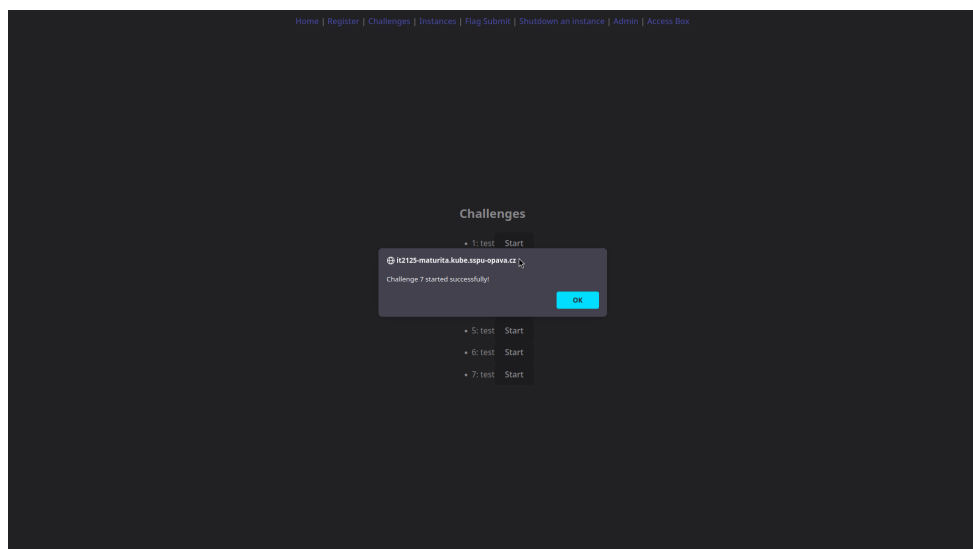 Home | Register | Challenges | Instances | Flag Submit | Shutdown an instance | Admin | Access Box
Challenges
• 1: test Start
it2125-maturita.kube.sspu-opava.cz
Challenge 7 started successfully!
OK
• 5: test Start
• 6: test Start
• 7: test Start